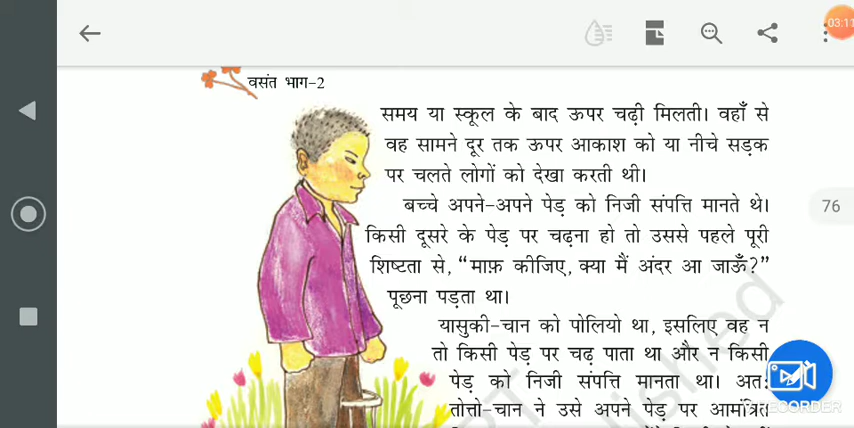 03:11
वसंत भाग-2
समय या स्कूल के बाद ऊपर चढ़ी मिलती। वहाँ से
वह सामने दूर तक ऊपर आकाश को या नीचे सड़क
पर चलते लोगों को देखा करती थी।
बच्चे अपने-अपने पेड़ को निजी संपत्ति मानते थे।
76
किसी दूसरे के पेड़ पर चढ़ना हो तो उससे पहले पूरी
शिष्टता से, “माफ़ कीजिए, क्या मैं अंदर आ जाऊँ?”
पूछना पड़ता था।
यासुकी-चान को पोलियो था, इसलिए वह न
तो किसी पेड़ पर चढ़ पाता था और न किसी
पेड़ को निजी संपत्ति मानता था। अतः
तोत्तो-चान ने उसे अपने पेड़ पर आमंत्रित
RECORDER